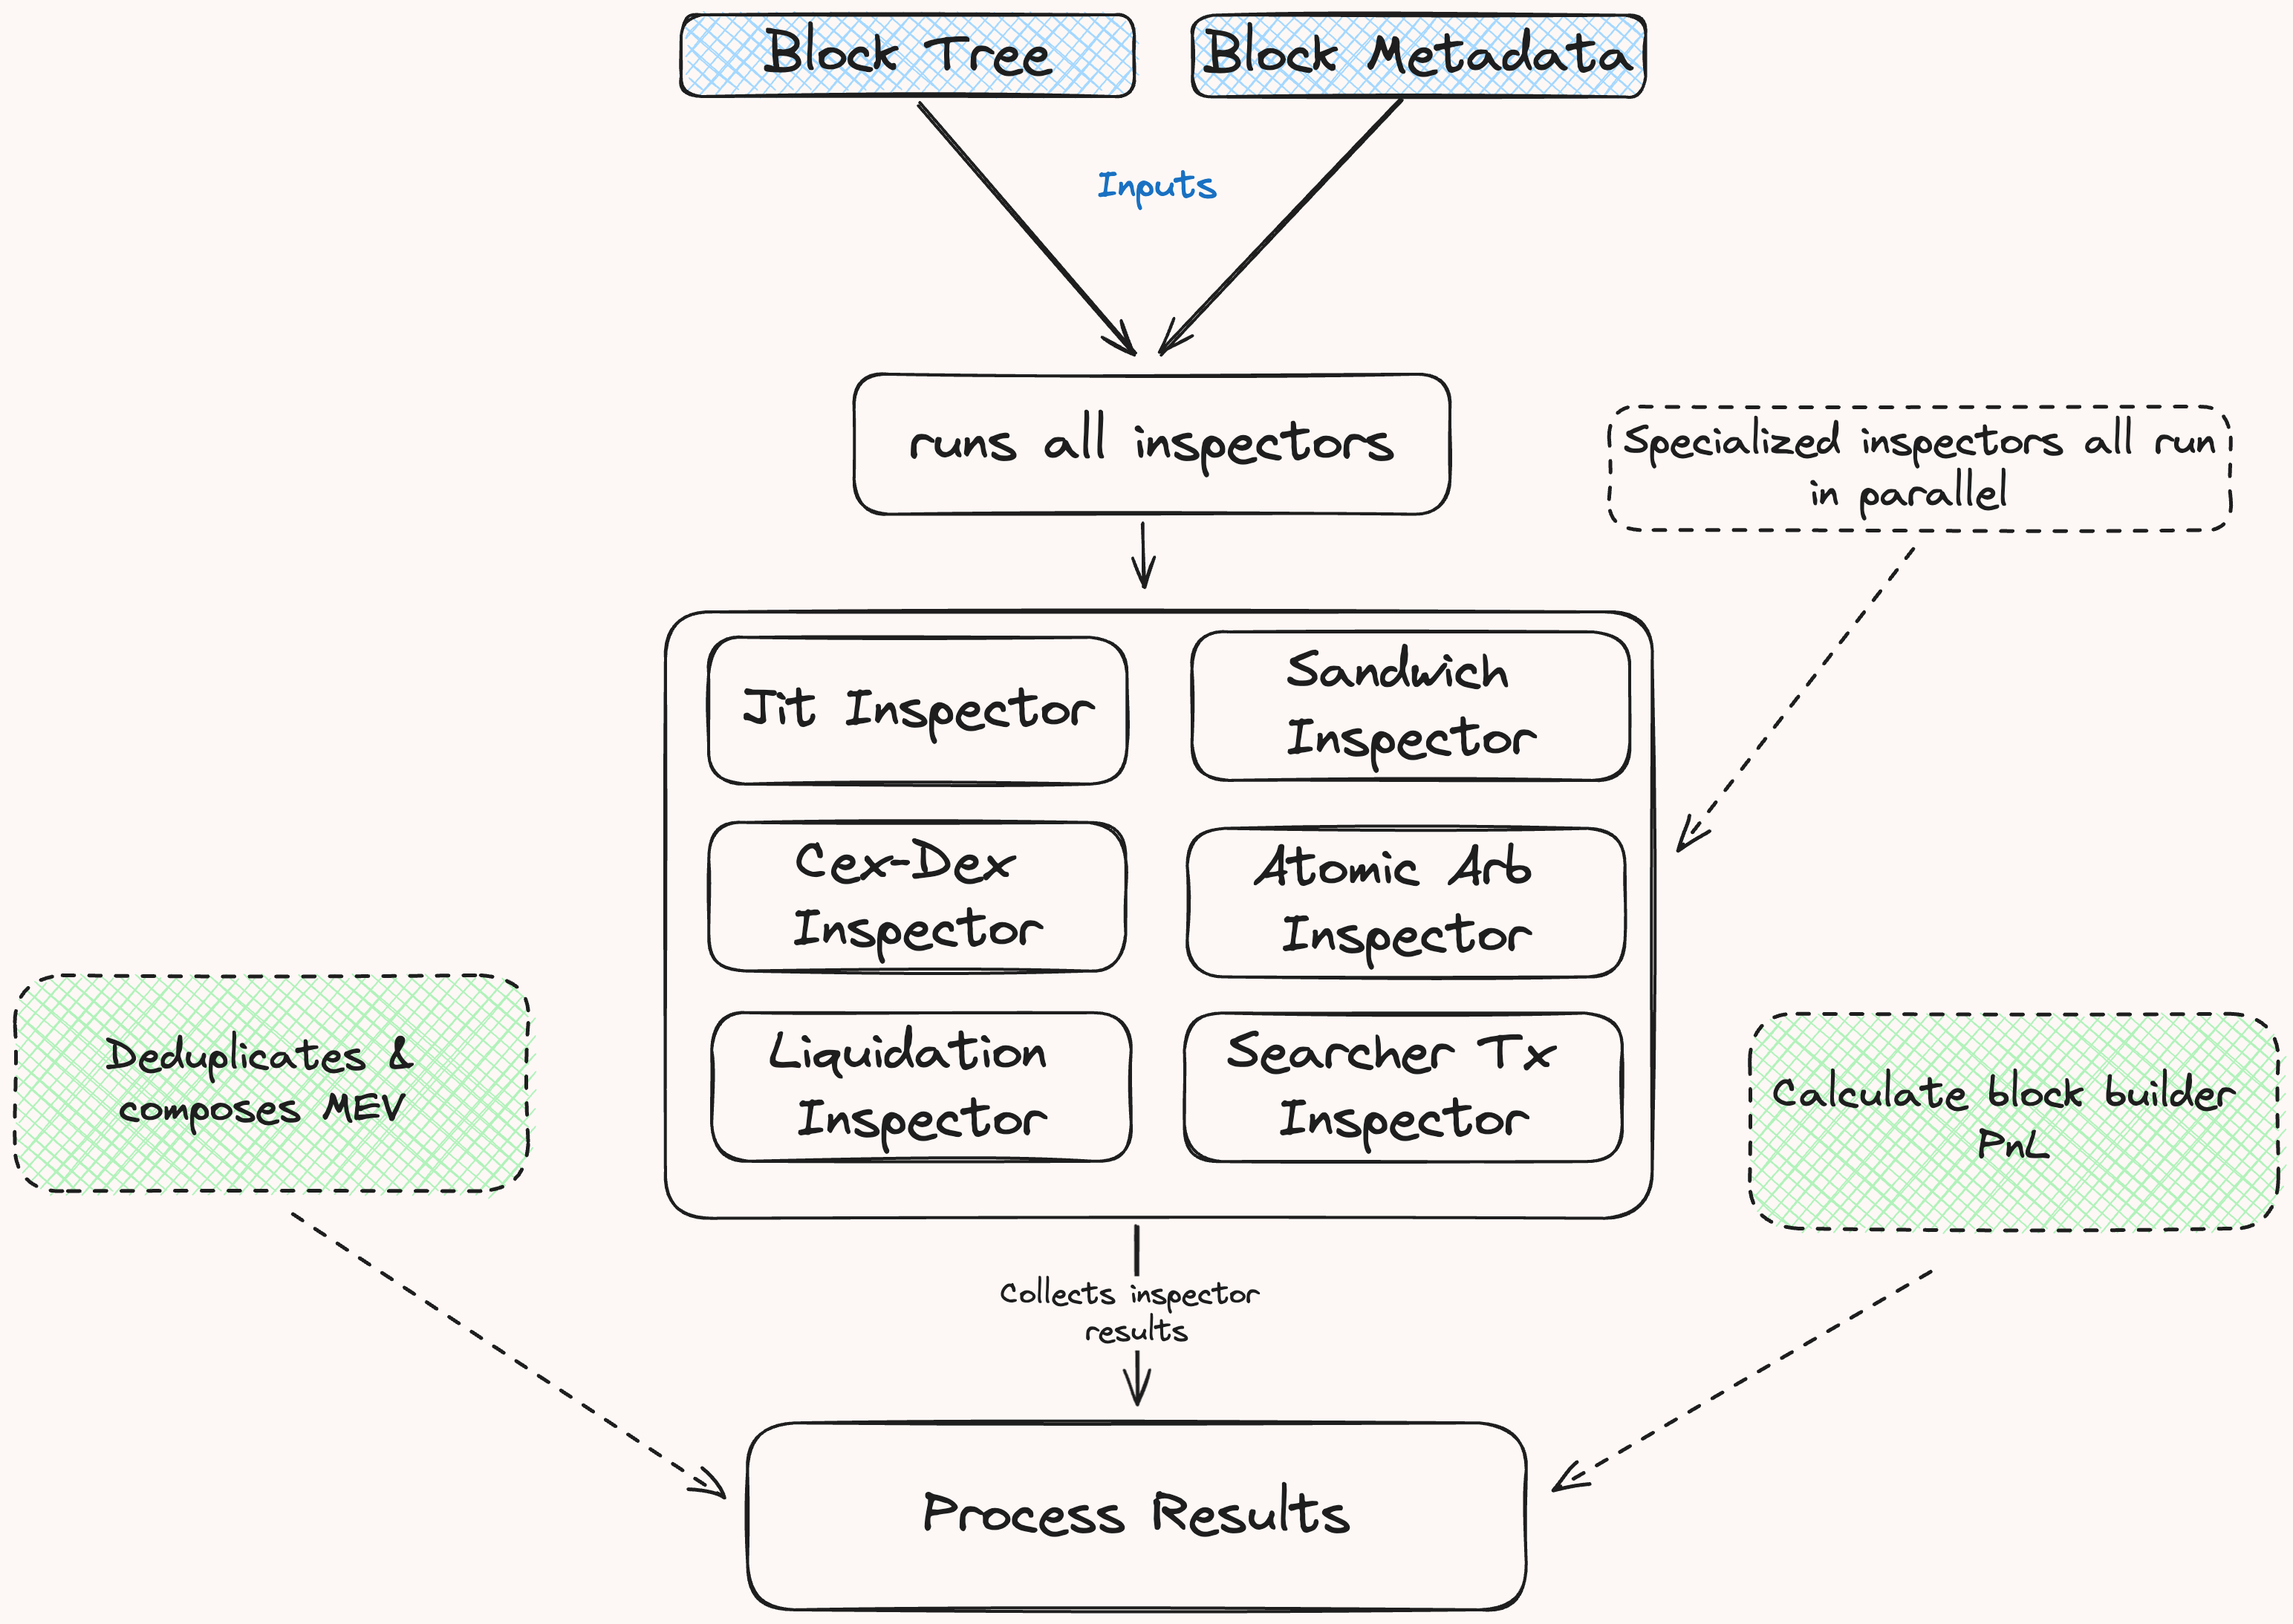 Block Tree
Block Metadata
Inputs
runs all inspectors
Specialized inspectors all run
in parallel
Jit Inspector
Sandwich
Inspector
Cex-Dex
Inspector
Atomic Arb
Inspector
Liquidation
Inspector
Searcher Tx
Inspector
Deduplicates &
composes MEV
Calculate block builder
PnL
Collects inspector
results
Process Results